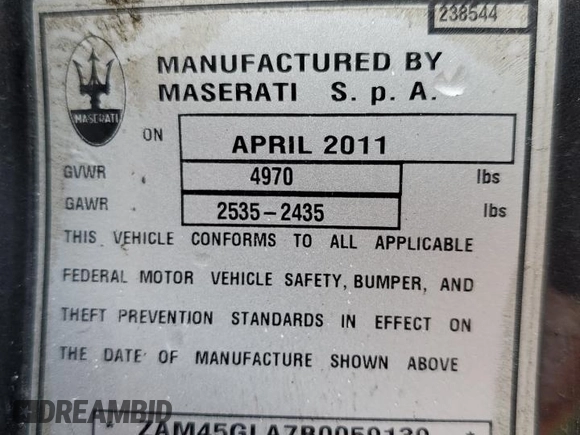 238544
MANUFACTURED BY
MASERATI S. p. A.
MASERATI
ON APRIL 2011
GVWR 4970 lbs
GAWR 2535-2435 lbs
THIS VEHICLE CONFORMS TO ALL APPLICABLE
FEDERAL MOTOR VEHICLE SAFETY, BUMPER, AND
THEFT PREVENTION STANDARDS IN EFFECT ON
THE DATE OF MANUFACTURE SHOWN ABOVE
DREAMBID